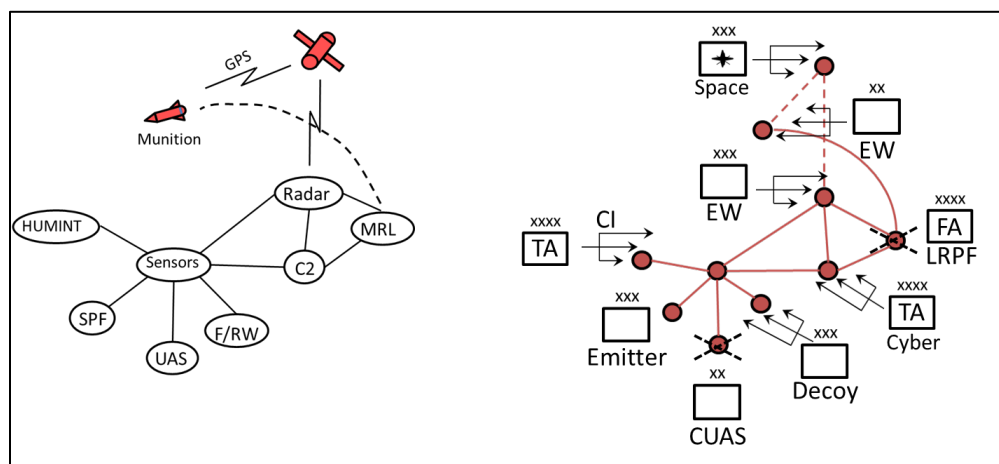 GPS
Munition
Radar
HUMINT
MRL
Sensors
C2
SPF
F/RW
UAS
xxx
Space
xx
EW
xxx
EW
xxxx
FA
LRPF
xxxx
TA
CI
xxxx
TA
Cyber
xxx
Emitter
xxx
Decoy
xx
CUAS